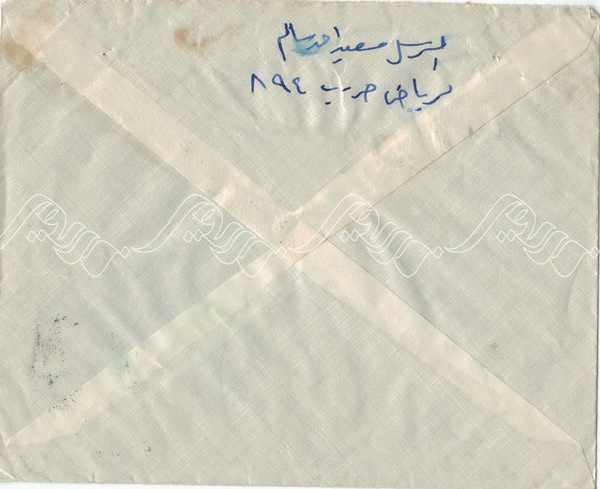 المرسل سعيد احمد سالم
الرياض ص.ب ٨٩٤